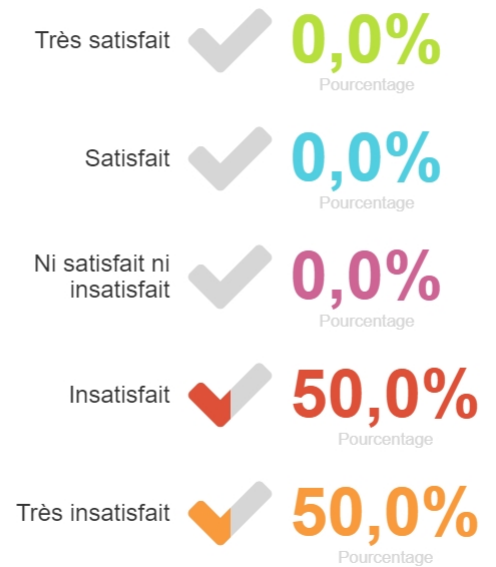 Très satisfait
0,0%
Pourcentage
Satisfait
0,0%
Pourcentage
Ni satisfait ni
insatisfait
0,0%
Pourcentage
Insatisfait
50,0%
Pourcentage
Très insatisfait
50,0%
Pourcentage